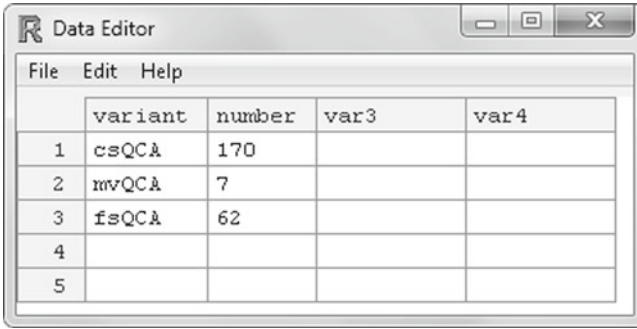 Data Editor
File Edit Help
variant number var3 var4
1 csQCA 170
2 mvQCA 7
3 fsQCA 62
4
5